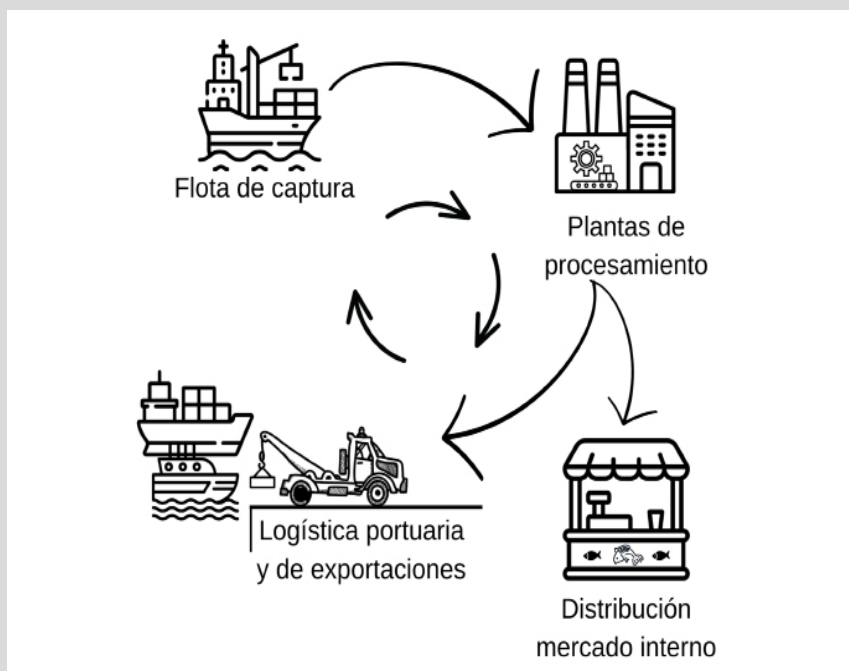 Flota de captura
Plantas de
procesamiento
Logística portuaria
y de exportaciones
Distribución
mercado interno